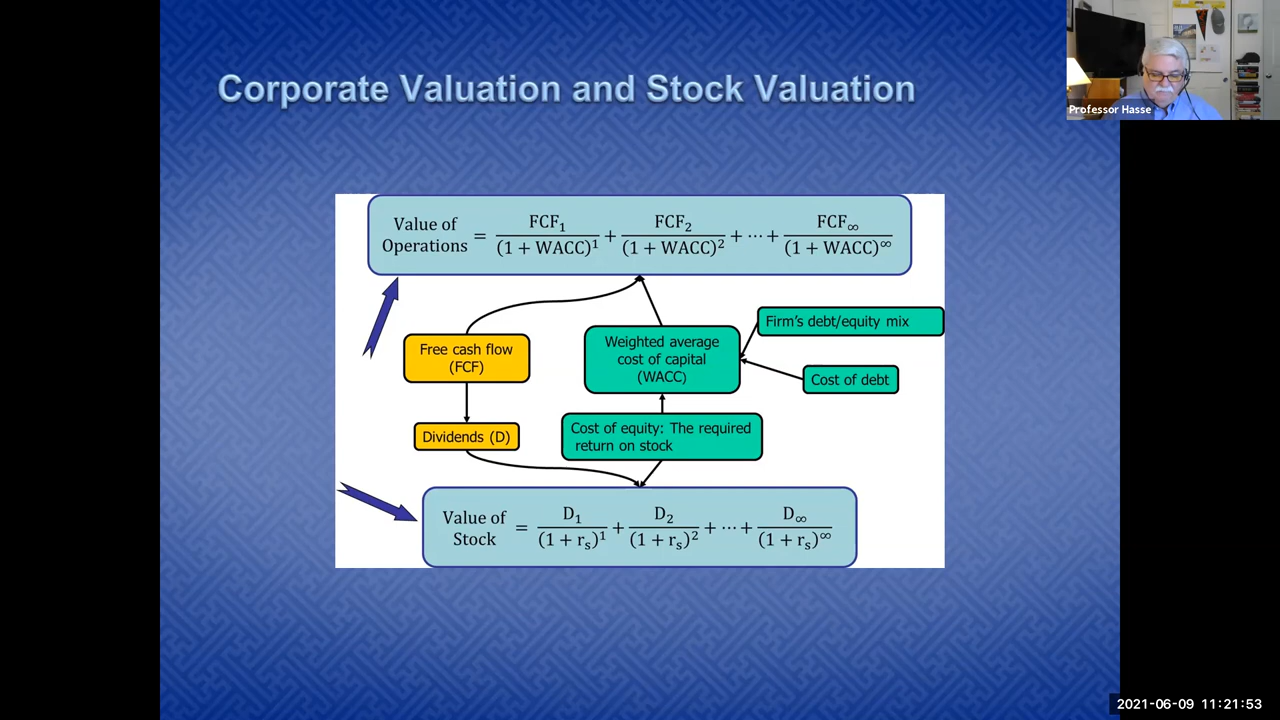 Corporate Valuation and Stock Valuation
Professor Hasse
Value of Operations = FCF₁/(1 + WACC)¹ + FCF₂/(1 + WACC)² + ⋯ + FCF∞/(1 + WACC)∞
Firm's debt/equity mix
Free cash flow
(FCF)
Weighted average
cost of capital
(WACC)
Cost of debt
Dividends (D)
Cost of equity: The required
return on stock
Value of Stock = D₁/(1 + rₛ)¹ + D₂/(1 + rₛ)² + ⋯ + D∞/(1 + rₛ)∞
2021-06-09 11:21:53